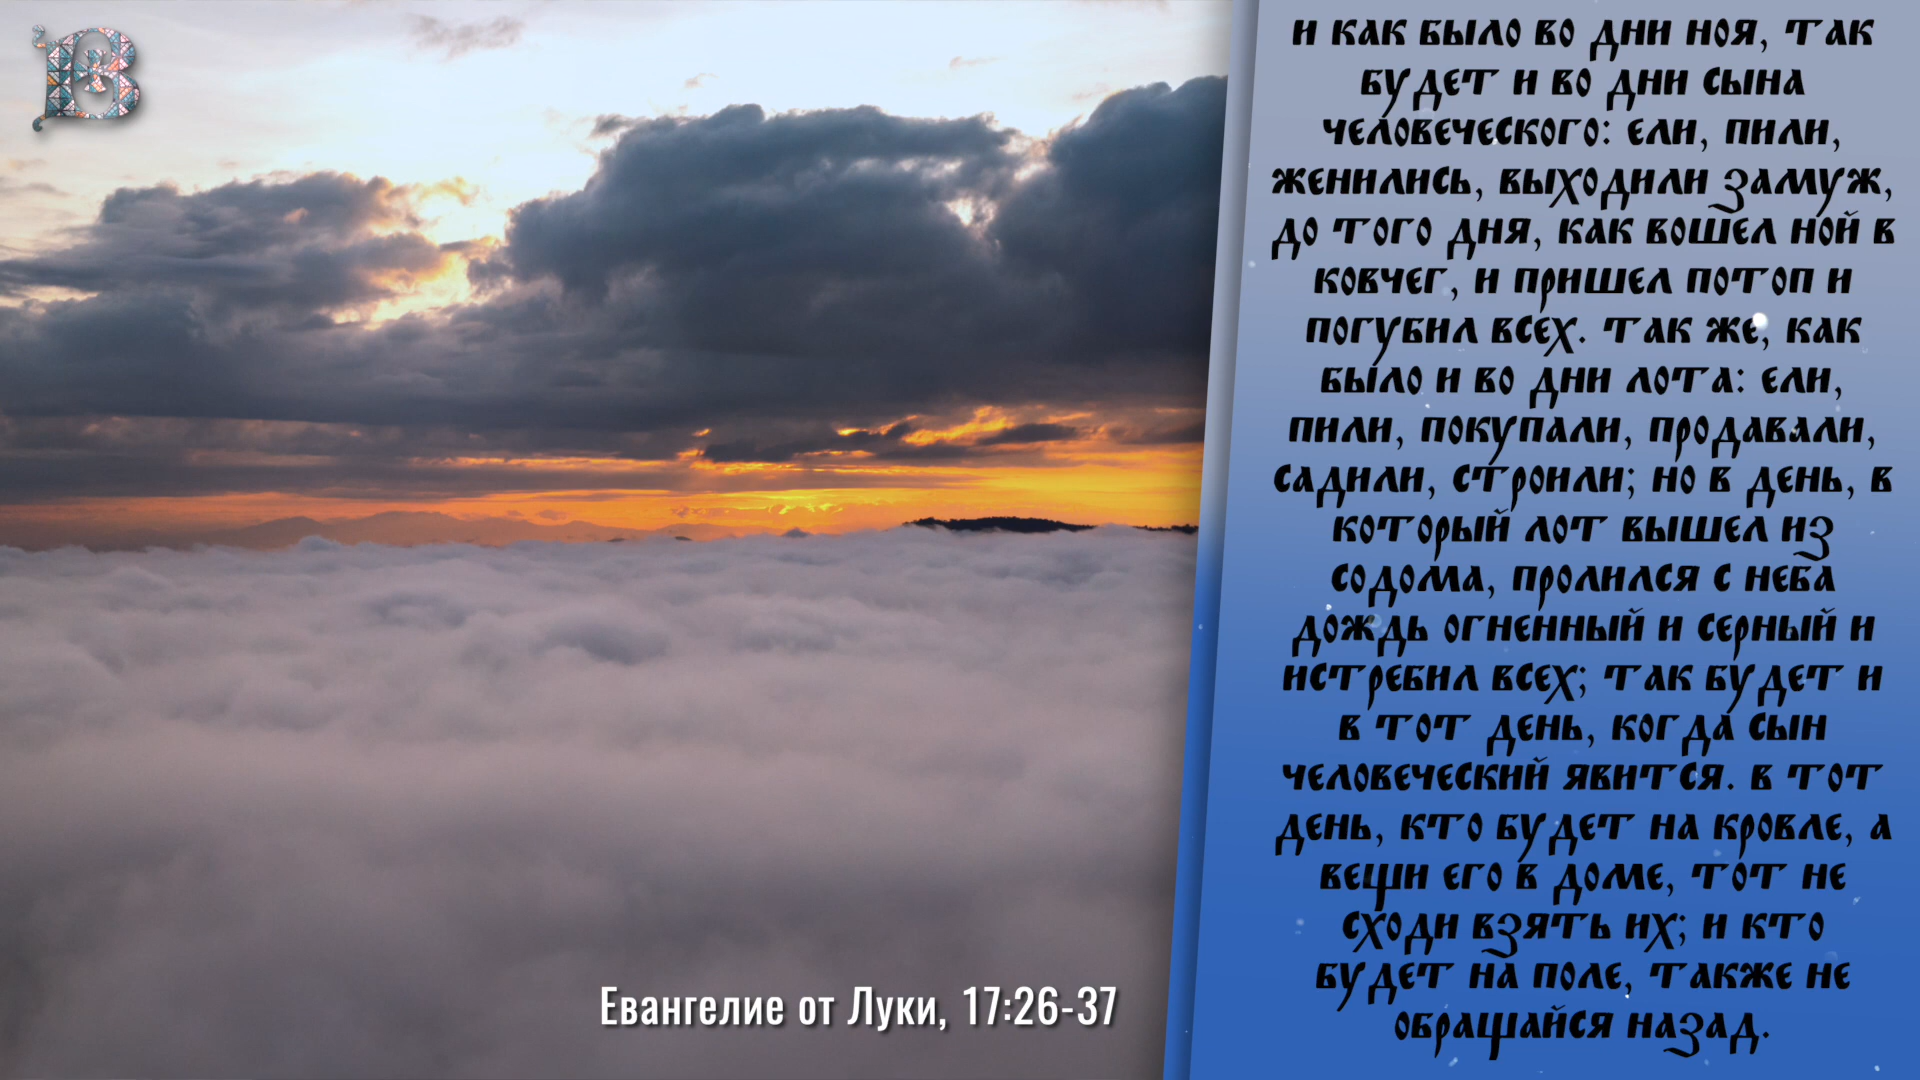 и как было во дни ноя, так
будет и во дни сына
человеческого: ели, пили,
женились, выходили замуж,
до того дня, как вошел ной в
ковчег, и пришел потоп и
погубил всех. так же, как
было и во дни лота: ели,
пили, покупали, продавали,
садили, строили; но в день, в
который лот вышел из
содома, пролился с неба
дождь огненный и серный и
истребил всех; так будет и
в тот день, когда сын
человеческий явится. в тот
день, кто будет на кровле, а
вещи его в доме, тот не
сходи взять их; и кто
будет на поле, также не
обращайся назад.
Евангелие от Луки, 17:26-37